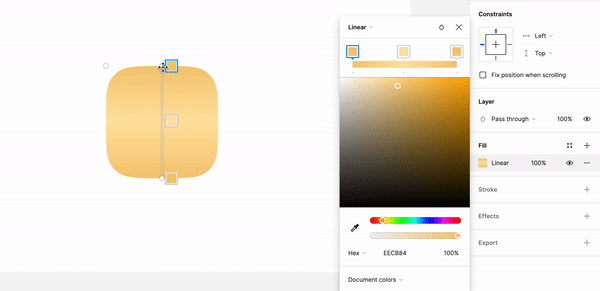 Linear
Hex
EECB84
100%
Document colors
Constraints
Left
Top
Fix position when scrolling
Layer
Pass through
100%
Fill
Linear
100%
Stroke
Effects
Export